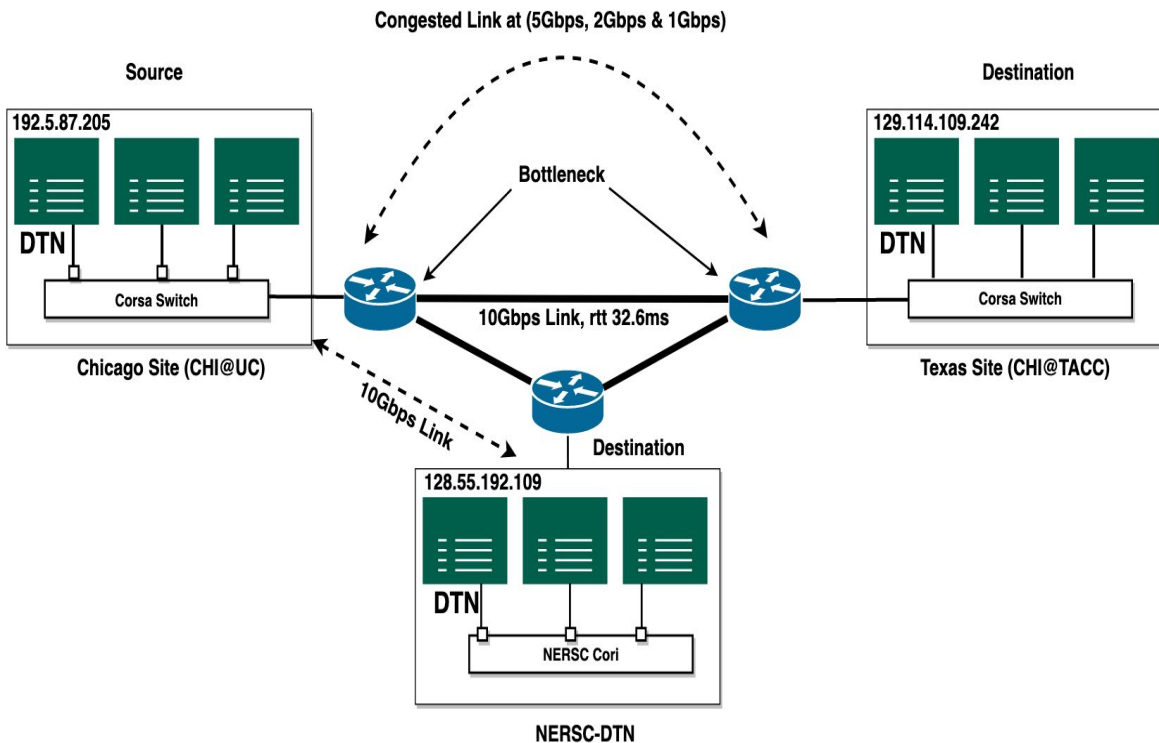 Congested Link at (5Gbps, 2Gbps & 1Gbps)
Source
Destination
192.5.87.205
129.114.109.242
Bottleneck
DTN
DTN
Corsa Switch
Corsa Switch
10Gbps Link, rtt 32.6ms
Chicago Site (CHI@UC)
Texas Site (CHI@TACC)
10Gbps Link
Destination
128.55.192.109
DTN
NERSC Cori
NERSC-DTN